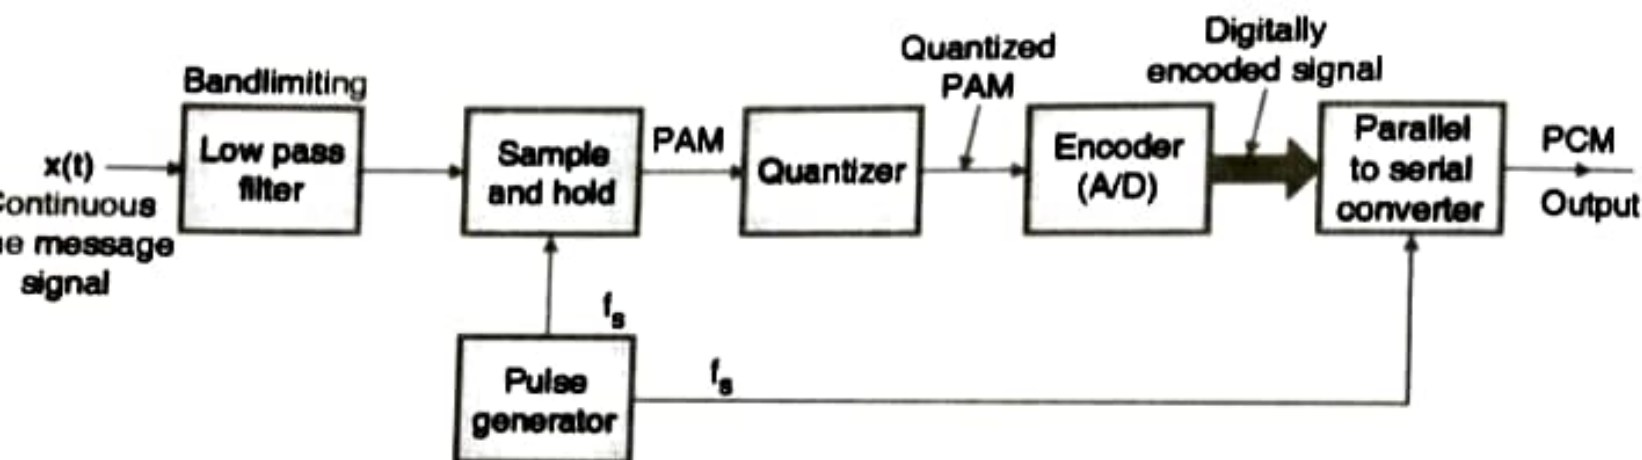 Bandlimiting
Low pass
filter
x(t)
message
signal
Sample
and hold
PAM
Quantizer
Quantized
PAM
Encoder
(A/D)
Digitally
encoded signal
Parallel
to serial
converter
PCM
Output
fs
Pulse
generator
fs